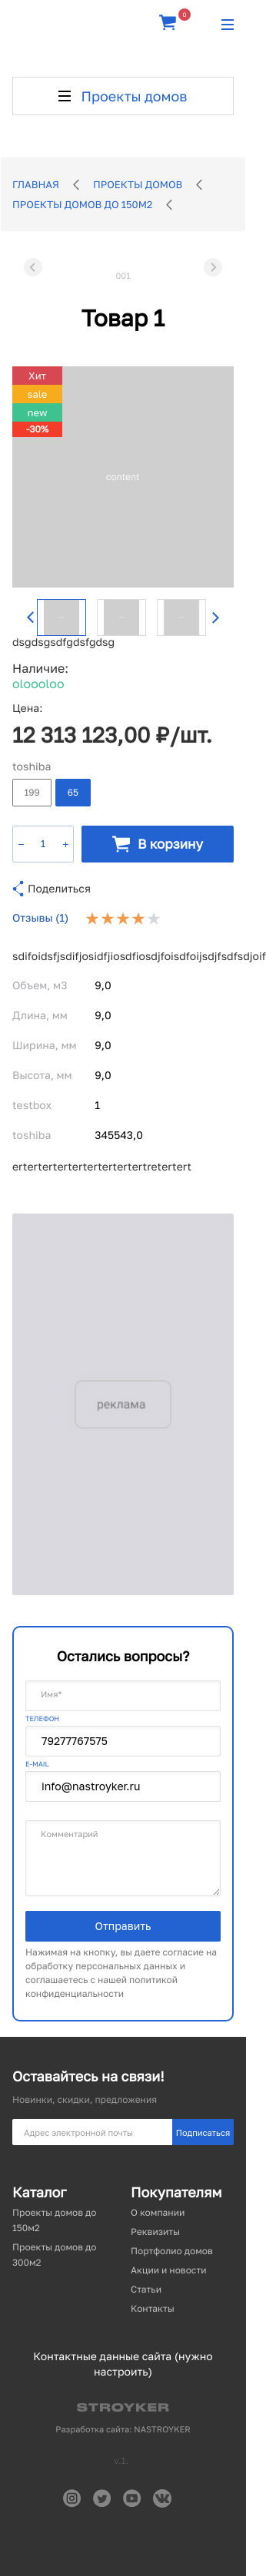 0
Проекты домов
ГЛАВНАЯ
ПРОЕКТЫ ДОМОВ
ПРОЕКТЫ ДОМОВ ДО 150М2
001
Товар 1
Хит
sale
new
-30%
content
dsgdsgsdfgdsfgdsg
Наличие:
oloooloo
Цена:
12 313 123,00 ₽/шт.
toshiba
199 65
− 1 + В корзину
Поделиться
Отзывы (1)
sdifoidsfjsdifjosidfjiosdfiosdjfoisdfoijsdjfsdfsdjoif
Объем, м3 9,0
Длина, мм 9,0
Ширина, мм 9,0
Высота, мм 9,0
testbox 1
toshiba 345543,0
erterterterterterterterterttretertert
реклама
Остались вопросы?
Имя*
ТЕЛЕФОН
79277767575
E-MAIL
info@nastroyker.ru
Комментарий
Отправить
Нажимая на кнопку, вы даете согласие на
обработку персональных данных и
соглашаетесь с нашей политикой
конфиденциальности
Оставайтесь на связи!
Новинки, скидки, предложения
Адрес электронной почты Подписаться
Каталог
Проекты домов до
150м2
Проекты домов до
300м2
Покупателям
О компании
Реквизиты
Портфолио домов
Акции и новости
Статьи
Контакты
Контактные данные сайта (нужно
настроить)
STROYKER
Разработка сайта: NASTROYKER
v.1.